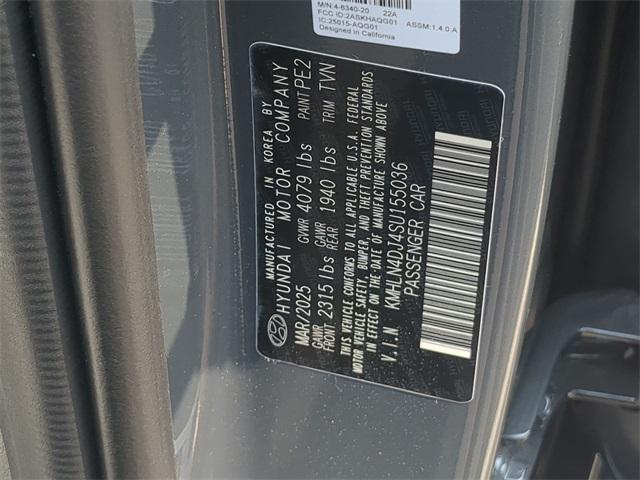 M/N:4-6340-20 22A
FCC ID:2ASKHAQG01 ASSM:1.4.0.A
IC:25015-AQG01
Designed in California
MANUFACTURED IN KOREA BY
HYUNDAI MOTOR COMPANY
MAR/2025 GVWR 4079 lbs PAINT PE2
GAWR FRONT 2315 lbs GAWR REAR 1940 lbs TRIM TVN
THIS VEHICLE CONFORMS TO ALL APPLICABLE U.S.A. FEDERAL
MOTOR VEHICLE SAFETY, BUMPER, AND THEFT PREVENTION STANDARDS
IN EFFECT ON THE DATE OF MANUFACTURE SHOWN ABOVE
V.I.N KMHLN4DJ4SU155036
PASSENGER CAR